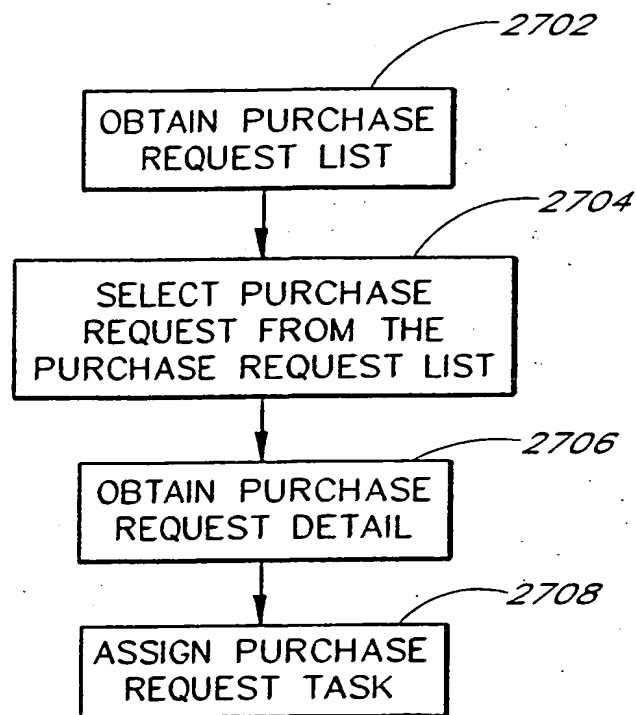 2702
OBTAIN PURCHASE
REQUEST LIST
2704
SELECT PURCHASE
REQUEST FROM THE
PURCHASE REQUEST LIST
2706
OBTAIN PURCHASE
REQUEST DETAIL
2708
ASSIGN PURCHASE
REQUEST TASK